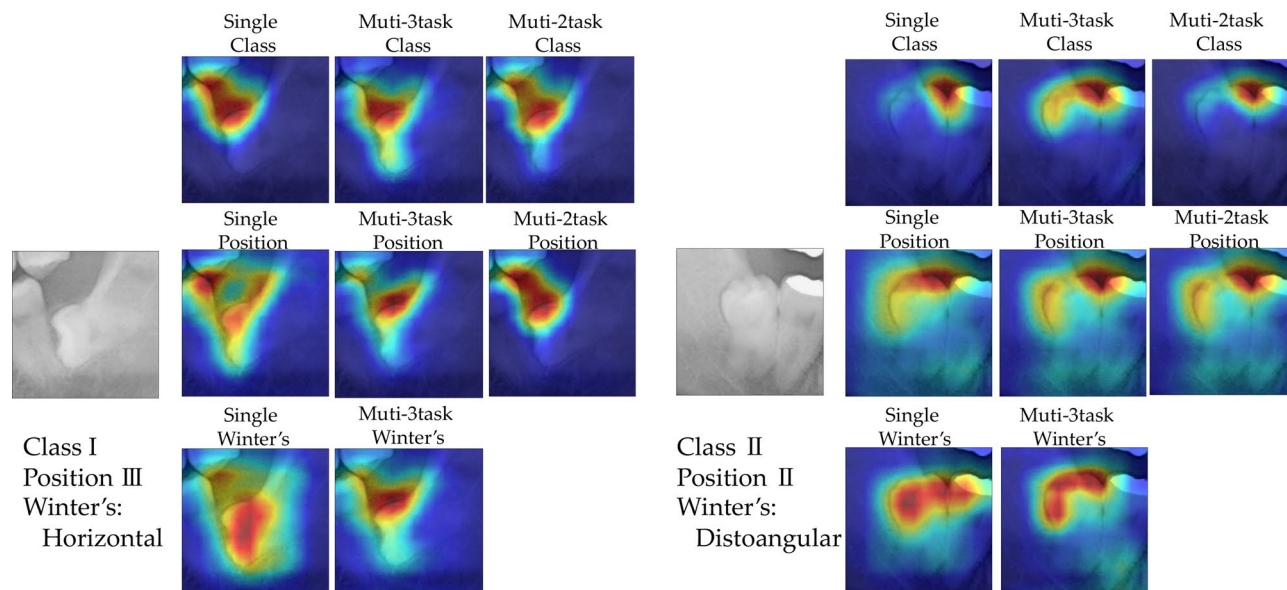 Single
Class
Muti-3task
Class
Muti-2task
Class
Single
Position
Muti-3task
Position
Muti-2task
Position
Single
Winter's
Muti-3task
Winter's
Class I
Position Ⅲ
Winter's:
Horizontal
Single
Class
Muti-3task
Class
Muti-2task
Class
Single
Position
Muti-3task
Position
Muti-2task
Position
Single
Winter's
Muti-3task
Winter's
Class Ⅱ
Position Ⅱ
Winter's:
Distoangular